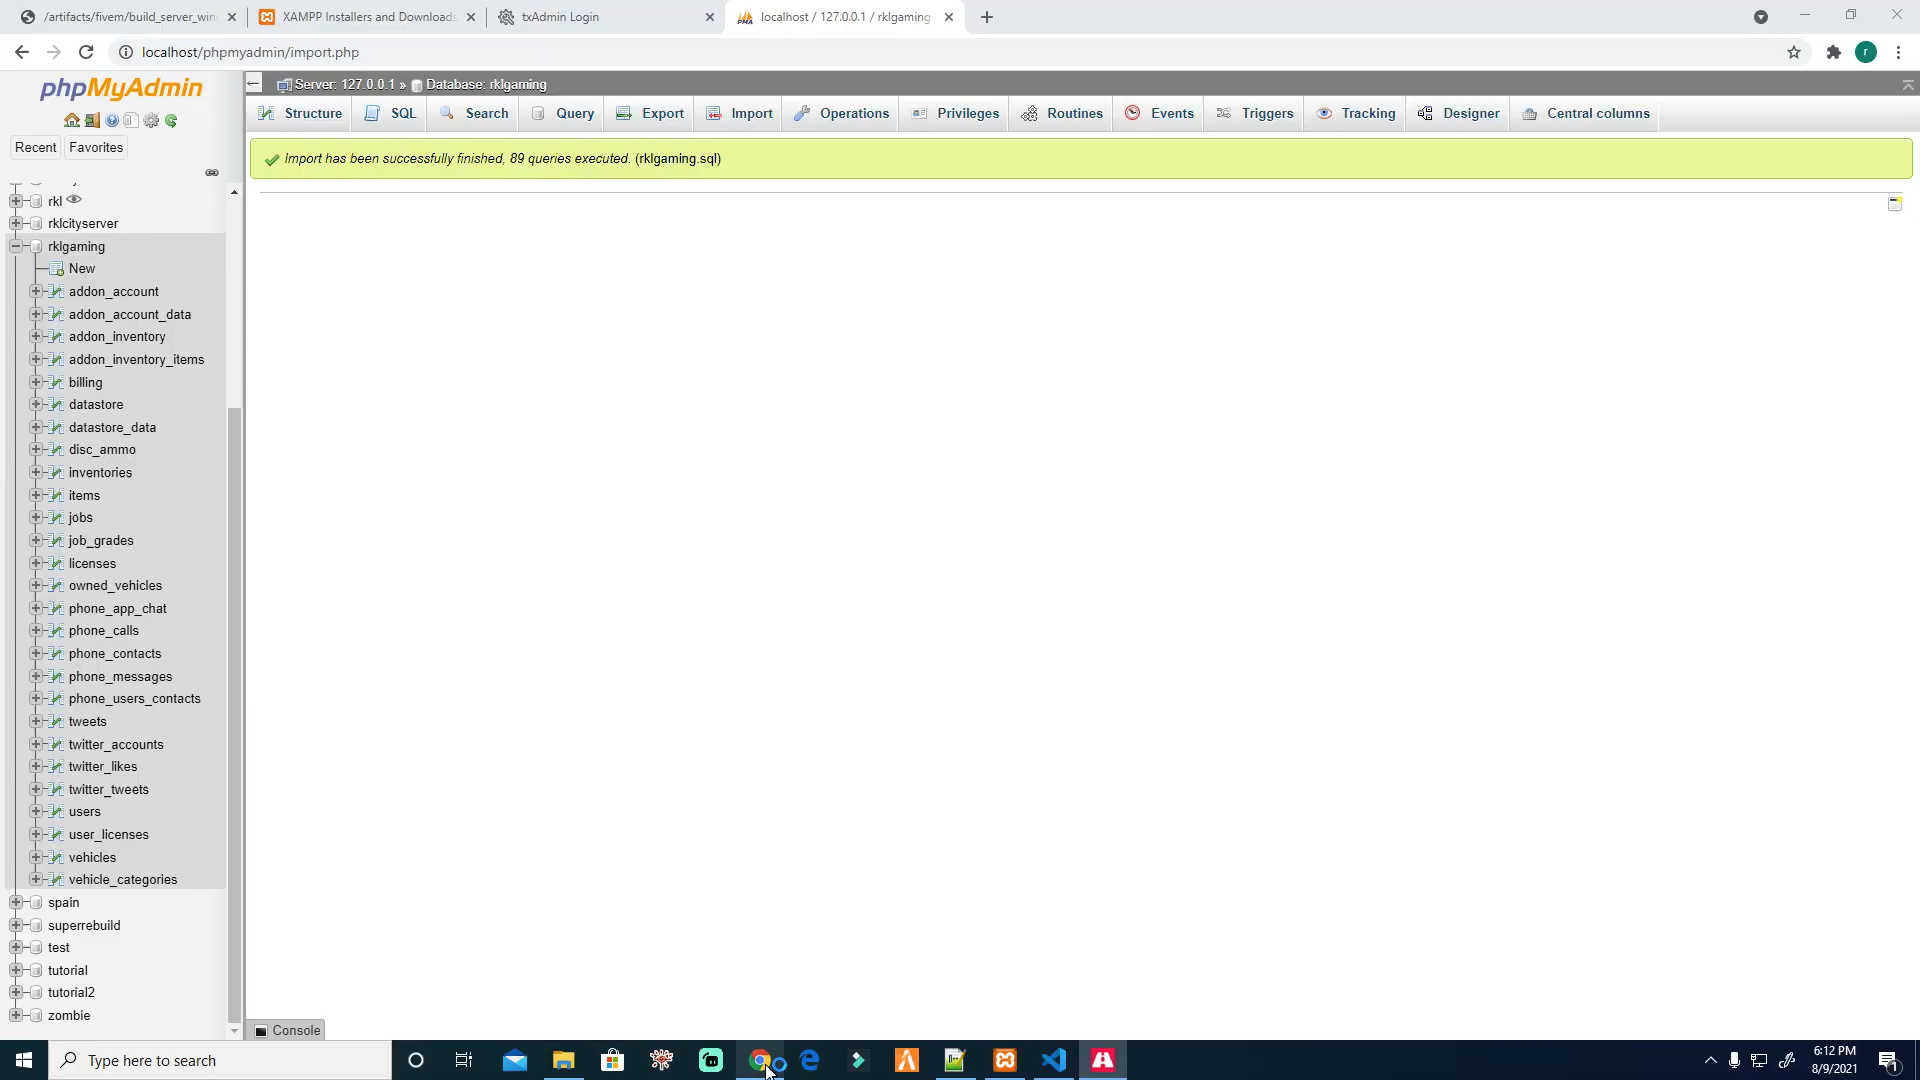 /artifacts/fivem/build_server_win
XAMPP Installers and Downloads
txAdmin Login
localhost / 127.0.0.1 / rklgaming
localhost/phpmyadmin/import.php
r
phpMyAdmin
Server: 127.0.0.1 » Database: rklgaming
Structure SQL Search Query Export Import Operations Privileges Routines Events Triggers Tracking Designer Central columns
Recent Favorites
Import has been successfully finished, 89 queries executed. (rklgaming.sql)
rkl
rklcityserver
rklgaming
New
addon_account
addon_account_data
addon_inventory
addon_inventory_items
billing
datastore
datastore_data
disc_ammo
inventories
items
jobs
job_grades
licenses
owned_vehicles
phone_app_chat
phone_calls
phone_contacts
phone_messages
phone_users_contacts
tweets
twitter_accounts
twitter_likes
twitter_tweets
users
user_licenses
vehicles
vehicle_categories
spain
superrebuild
test
tutorial
tutorial2
zombie
Console
Type here to search
6:12 PM
8/9/2021
1